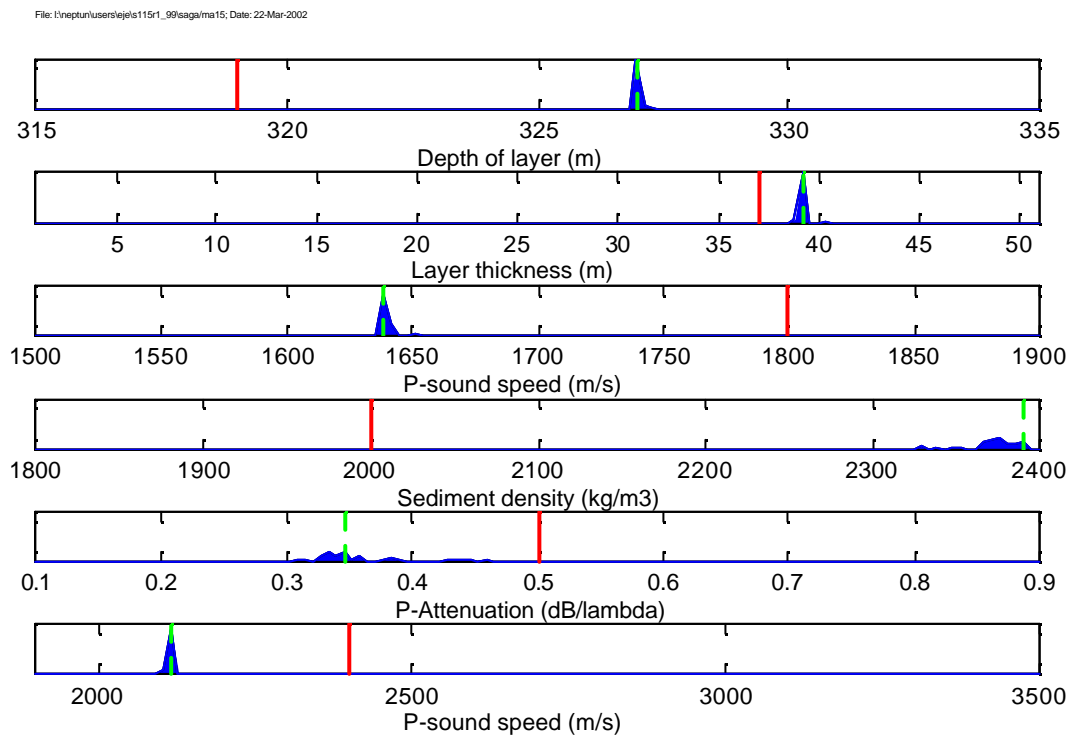 File: I:\neptun\users\eje\s115r1_99\saga/ma15; Date: 22-Mar-2002
315 320 325 330 335
Depth of layer (m)
5 10 15 20 25 30 35 40 45 50
Layer thickness (m)
1500 1550 1600 1650 1700 1750 1800 1850 1900
P-sound speed (m/s)
1800 1900 2000 2100 2200 2300 2400
Sediment density (kg/m3)
0.1 0.2 0.3 0.4 0.5 0.6 0.7 0.8 0.9
P-Attenuation (dB/lambda)
2000 2500 3000 3500
P-sound speed (m/s)